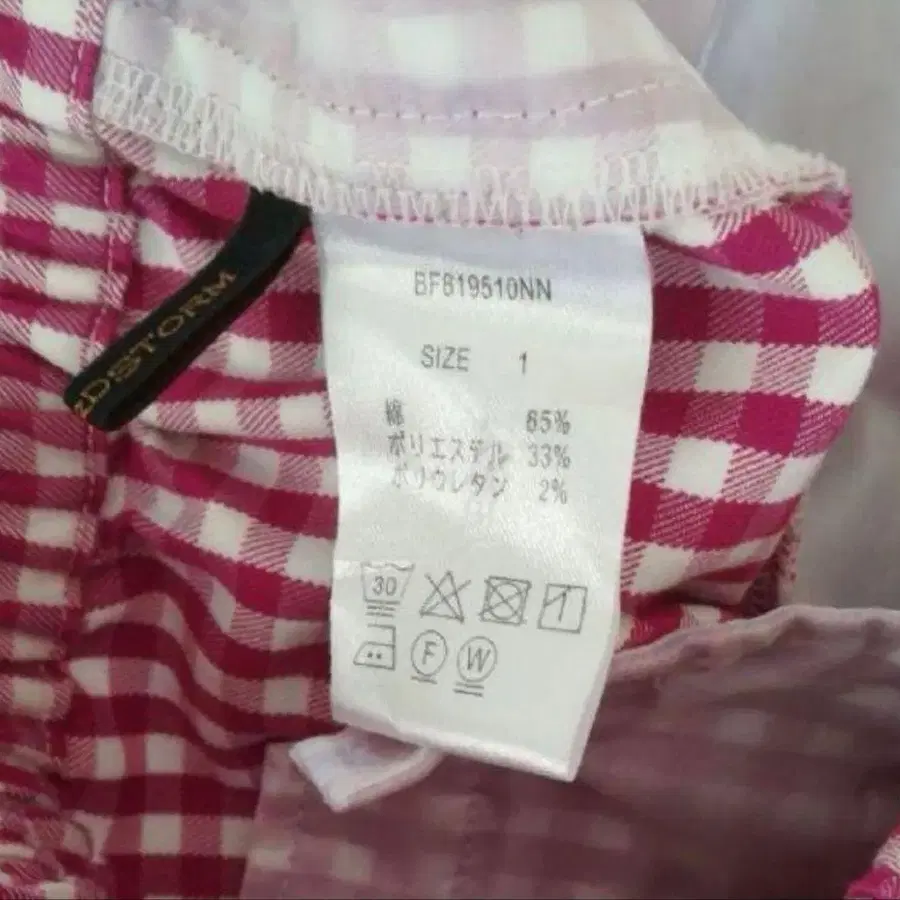 DSTORM
BF819510NN
SIZE 1
綿 65%
ポリエステル 33%
ポリウレタン 2%
30
1
F W